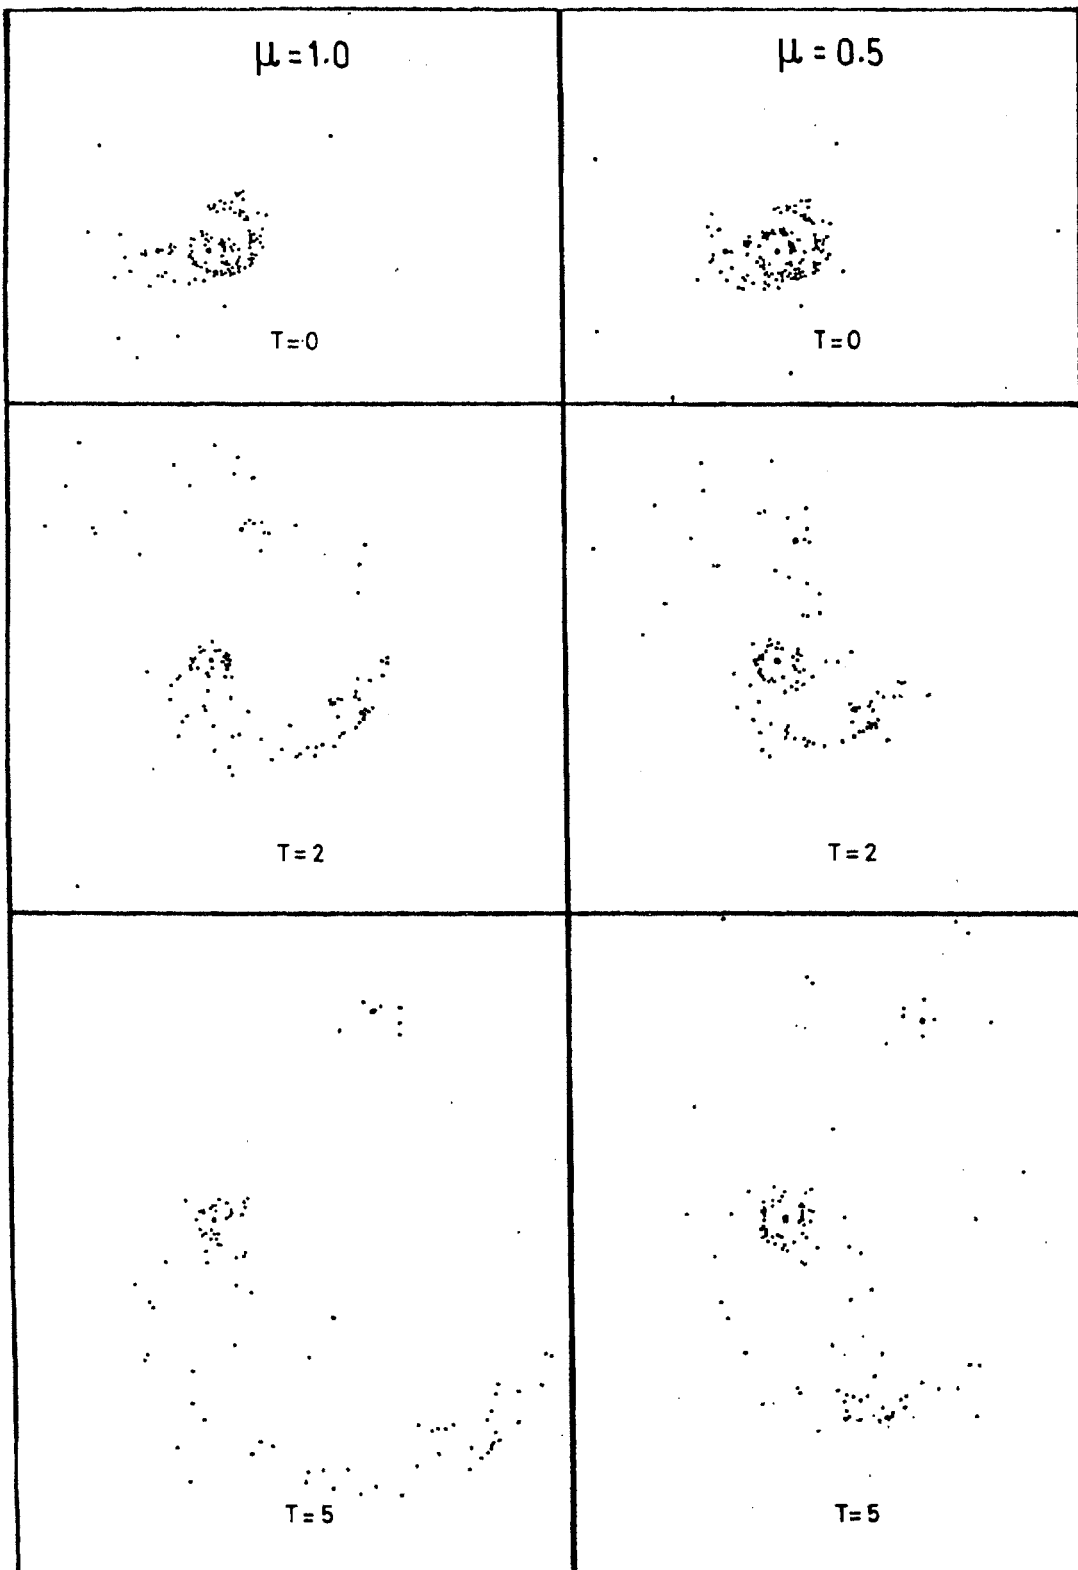 μ = 1.0
μ = 0.5
T = 0
T = 0
T = 2
T = 2
T = 5
T = 5